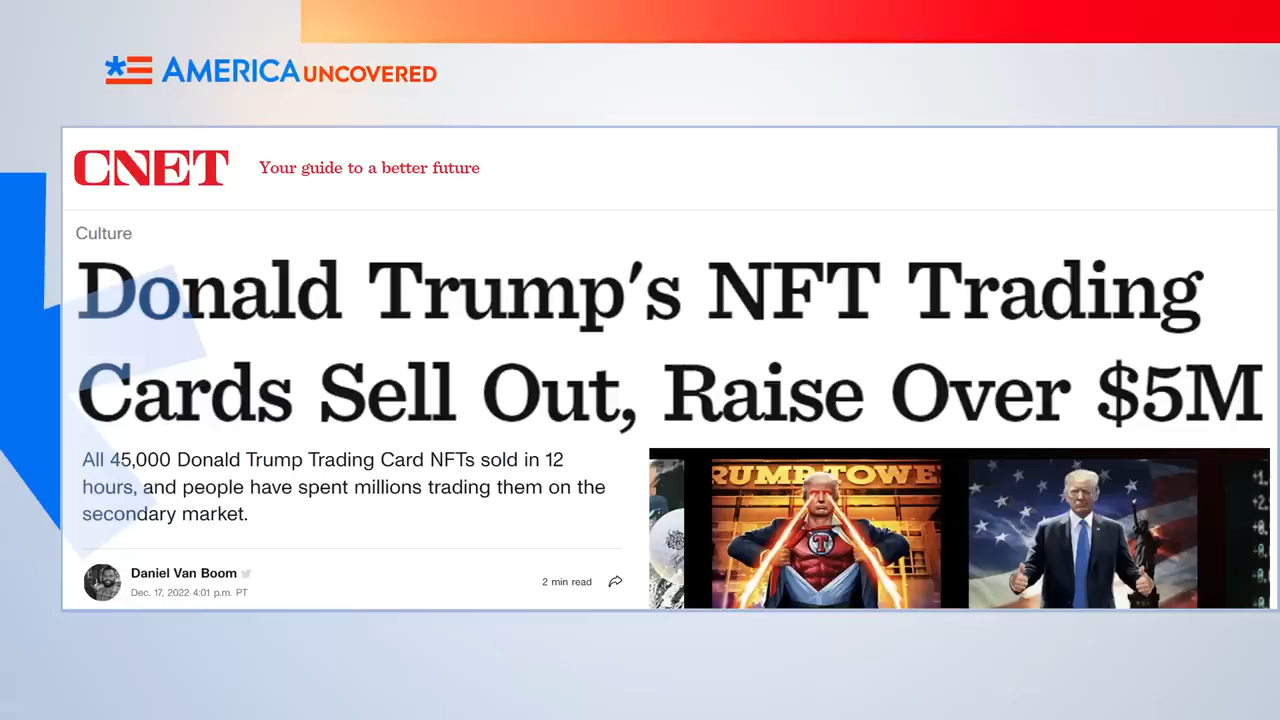 AMERICA UNCOVERED
CNET Your guide to a better future
Culture
Donald Trump's NFT Trading
Cards Sell Out, Raise Over $5M
All 45,000 Donald Trump Trading Card NFTs sold in 12
hours, and people have spent millions trading them on the
secondary market.
Daniel Van Boom
Dec. 17, 2022 4:01 p.m. PT
2 min read
RUMP TOWE
T